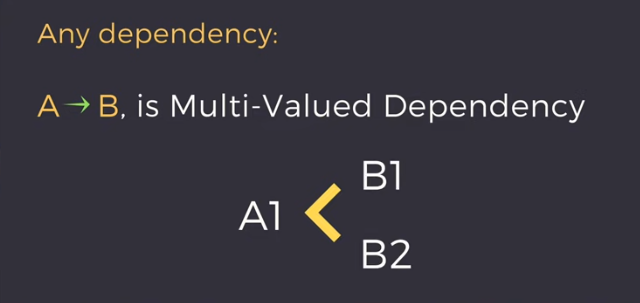 Any dependency:
A → B, is Multi-Valued Dependency
B1
A1 <
B2